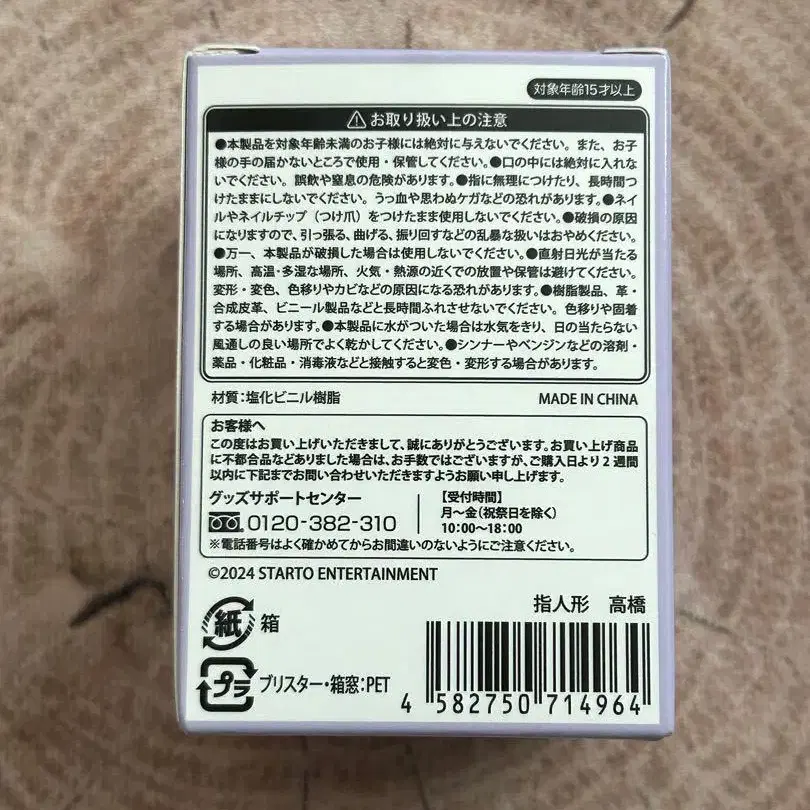 対象年齢15才以上
お取り扱い上の注意
●本製品を対象年齢未満のお子様には絶対に与えないでください。また、お子
様の手の届かないところで使用・保管してください。●口の中には絶対に入れな
いでください。誤飲や窒息の危険があります。●指に無理につけたり、長時間つ
けたままにしないでください。うっ血や思わぬケガなどの恐れがあります。●ネイ
ルやネイルチップ（つけ爪）をつけたまま使用しないでください。●破損の原因
になりますので、引っ張る、曲げる、振り回すなどの乱暴な扱いはおやめください。
●万一、本製品が破損した場合は使用しないでください。●直射日光が当たる
場所、高温・多湿な場所、火気・熱源の近くでの放置や保管は避けてください。
変形・変色、色移りやカビなどの原因になる恐れがあります。●樹脂製品、革・
合成皮革、ビニール製品などと長時間ふれさせないでください。色移りや固着
する場合があります。●本製品に水がついた場合は水気をきり、日の当たらない
風通しの良い場所でよく乾かしてください。●シンナーやベンジンなどの溶剤・
薬品・化粧品・消毒液などと接触すると変色・変形する場合があります。
材質：塩化ビニル樹脂 MADE IN CHINA
お客様へ
この度はお買い上げいただきまして、誠にありがとうございます。お買い上げ商品
に不都合品などありました場合は、お手数ではございますが、ご購入日より2週間
以内に下記までお問い合わせいただきますようお願い申し上げます。
グッズサポートセンター
0120-382-310
【受付時間】
月〜金（祝祭日を除く）
10:00〜18:00
※電話番号はよく確かめてからお間違いのないようにご注意ください。
©2024 STARTO ENTERTAINMENT
指人形 高橋
紙 箱
プラ ブリスター・箱窓：PET
4 582750 714964